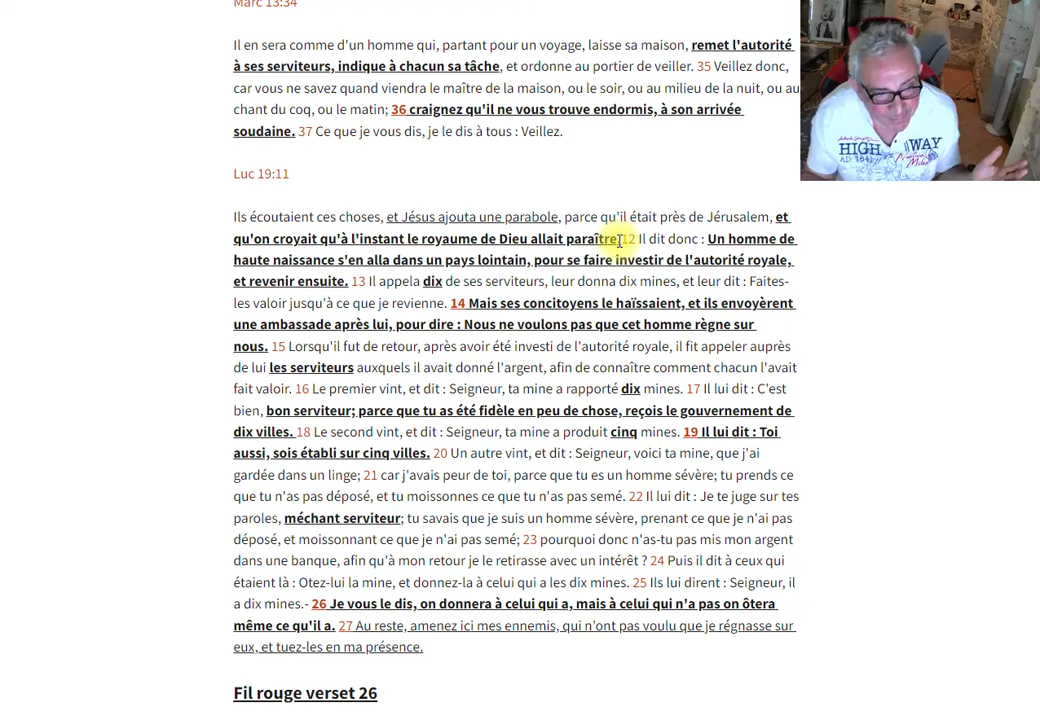 Marc 13:34
Il en sera comme d'un homme qui, partant pour un voyage, laisse sa maison, remet l'autorité
à ses serviteurs, indique à chacun sa tâche, et ordonne au portier de veiller. 35 Veillez donc,
car vous ne savez quand viendra le maître de la maison, ou le soir, ou au milieu de la nuit, ou au
chant du coq, ou le matin; 36 craignez qu'il ne vous trouve endormis, à son arrivée
soudaine. 37 Ce que je vous dis, je le dis à tous : Veillez.
Luc 19:11
Ils écoutaient ces choses, et Jésus ajouta une parabole, parce qu'il était près de Jérusalem, et
qu'on croyait qu'à l'instant le royaume de Dieu allait paraître. 12 Il dit donc : Un homme de
haute naissance s'en alla dans un pays lointain, pour se faire investir de l'autorité royale,
et revenir ensuite. 13 Il appela dix de ses serviteurs, leur donna dix mines, et leur dit : Faites-
les valoir jusqu'à ce que je revienne. 14 Mais ses concitoyens le haïssaient, et ils envoyèrent
une ambassade après lui, pour dire : Nous ne voulons pas que cet homme règne sur
nous. 15 Lorsqu'il fut de retour, après avoir été investi de l'autorité royale, il fit appeler auprès
de lui les serviteurs auxquels il avait donné l'argent, afin de connaître comment chacun l'avait
fait valoir. 16 Le premier vint, et dit : Seigneur, ta mine a rapporté dix mines. 17 Il lui dit : C'est
bien, bon serviteur; parce que tu as été fidèle en peu de chose, reçois le gouvernement de
dix villes. 18 Le second vint, et dit : Seigneur, ta mine a produit cinq mines. 19 Il lui dit : Toi
aussi, sois établi sur cinq villes. 20 Un autre vint, et dit : Seigneur, voici ta mine, que j'ai
gardée dans un linge; 21 car j'avais peur de toi, parce que tu es un homme sévère; tu prends ce
que tu n'as pas déposé, et tu moissonnes ce que tu n'as pas semé. 22 Il lui dit : Je te juge sur tes
paroles, méchant serviteur; tu savais que je suis un homme sévère, prenant ce que je n'ai pas
déposé, et moissonnant ce que je n'ai pas semé; 23 pourquoi donc n'as-tu pas mis mon argent
dans une banque, afin qu'à mon retour je le retirasse avec un intérêt ? 24 Puis il dit à ceux qui
étaient là : Otez-lui la mine, et donnez-la à celui qui a les dix mines. 25 Ils lui dirent : Seigneur, il
a dix mines.- 26 Je vous le dis, on donnera à celui qui a, mais à celui qui n'a pas on ôtera
même ce qu'il a. 27 Au reste, amenez ici mes ennemis, qui n'ont pas voulu que je régnasse sur
eux, et tuez-les en ma présence.
Fil rouge verset 26
HIGH WAY